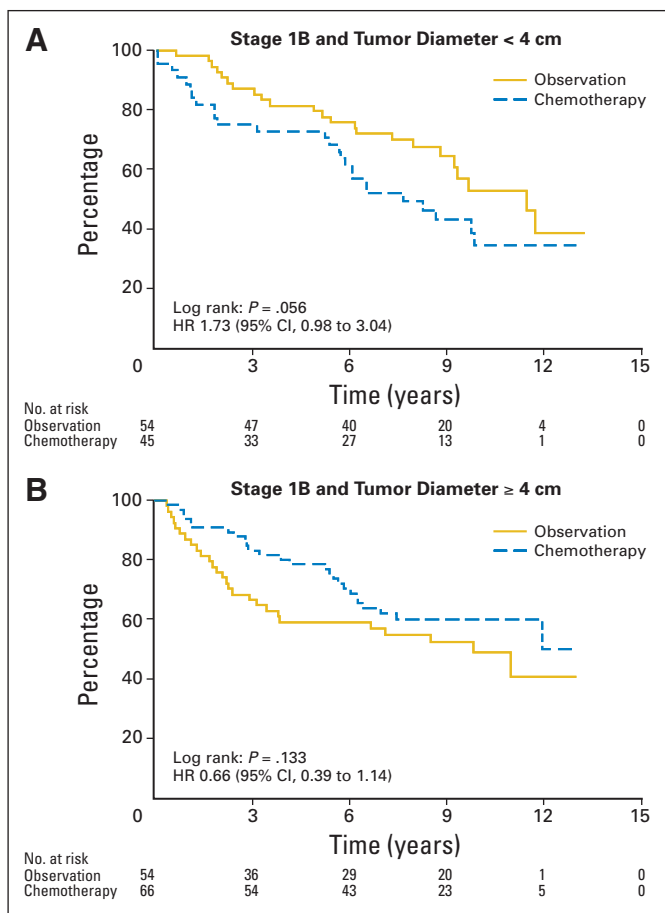 A
Stage 1B and Tumor Diameter < 4 cm
Observation
Chemotherapy
100
80
60
40
20
0
3
6
9
12
15
Percentage
Log rank: P = .056
HR 1.73 (95% CI, 0.98 to 3.04)
Time (years)
No. at risk
Observation 54 47 40 20 4 0
Chemotherapy 45 33 27 13 1 0
B
Stage 1B and Tumor Diameter ≥ 4 cm
Observation
Chemotherapy
100
80
60
40
20
0
3
6
9
12
15
Percentage
Log rank: P = .133
HR 0.66 (95% CI, 0.39 to 1.14)
Time (years)
No. at risk
Observation 54 36 29 20 1 0
Chemotherapy 66 54 43 23 5 0